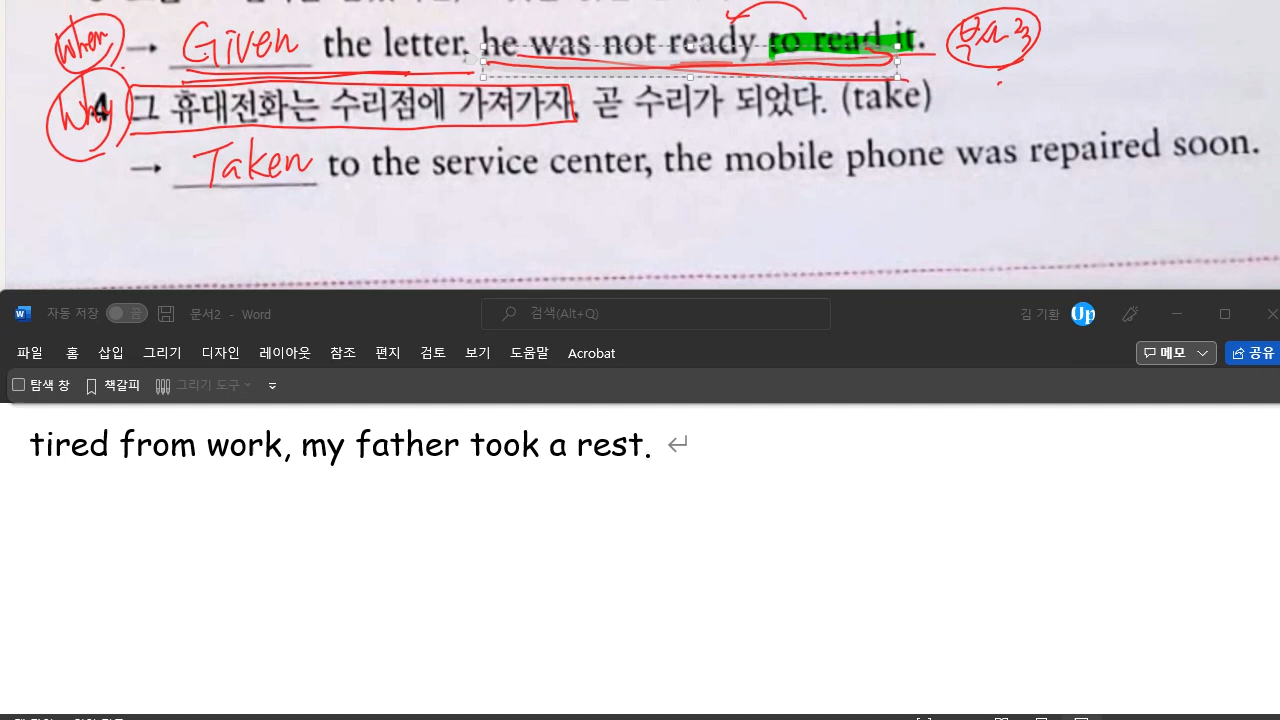 When → Given the letter, he was not ready to read it.
Why 4 그 휴대전화는 수리점에 가져가자, 곧 수리가 되었다. (take)
→ Taken to the service center, the mobile phone was repaired soon.
자동 저장 끔 문서2 - Word 검색(Alt+Q) 김 기환 Up
파일 홈 삽입 그리기 디자인 레이아웃 참조 편지 검토 보기 도움말 Acrobat 메모 공유
탐색 창 책갈피 그리기 도구
tired from work, my father took a rest.